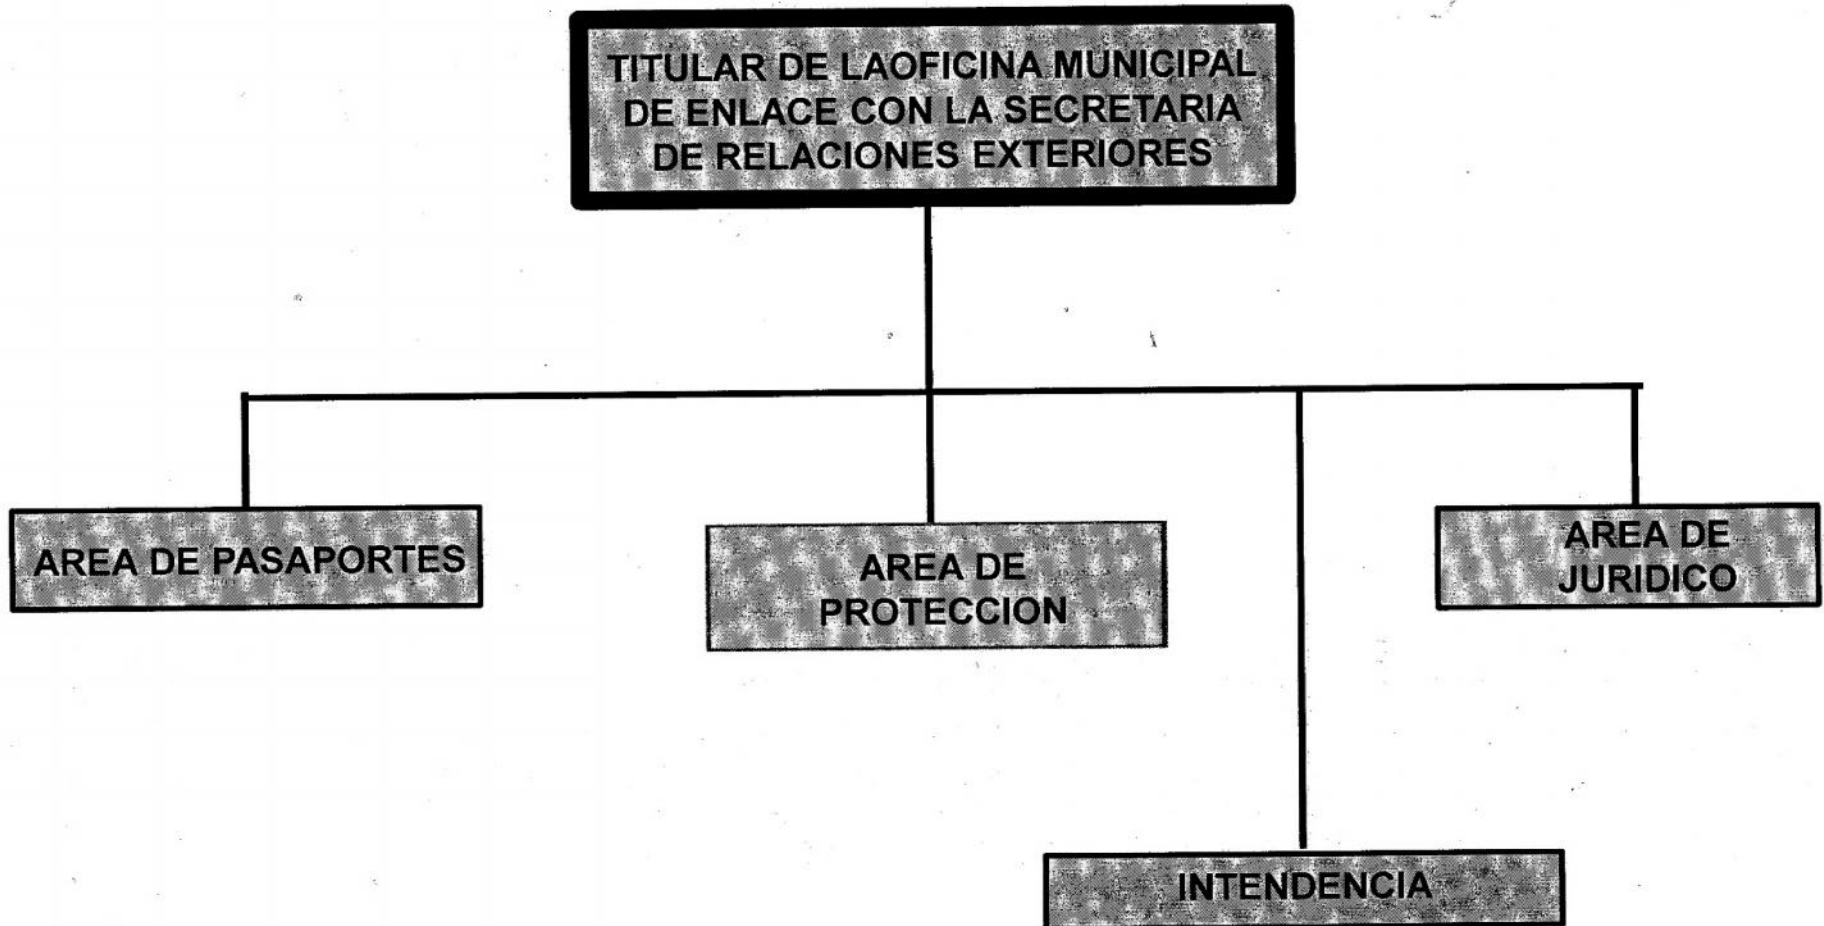 TITULAR DE LAOFICINA MUNICIPAL
DE ENLACE CON LA SECRETARIA
DE RELACIONES EXTERIORES
AREA DE PASAPORTES
AREA DE
PROTECCION
AREA DE
JURIDICO
INTENDENCIA